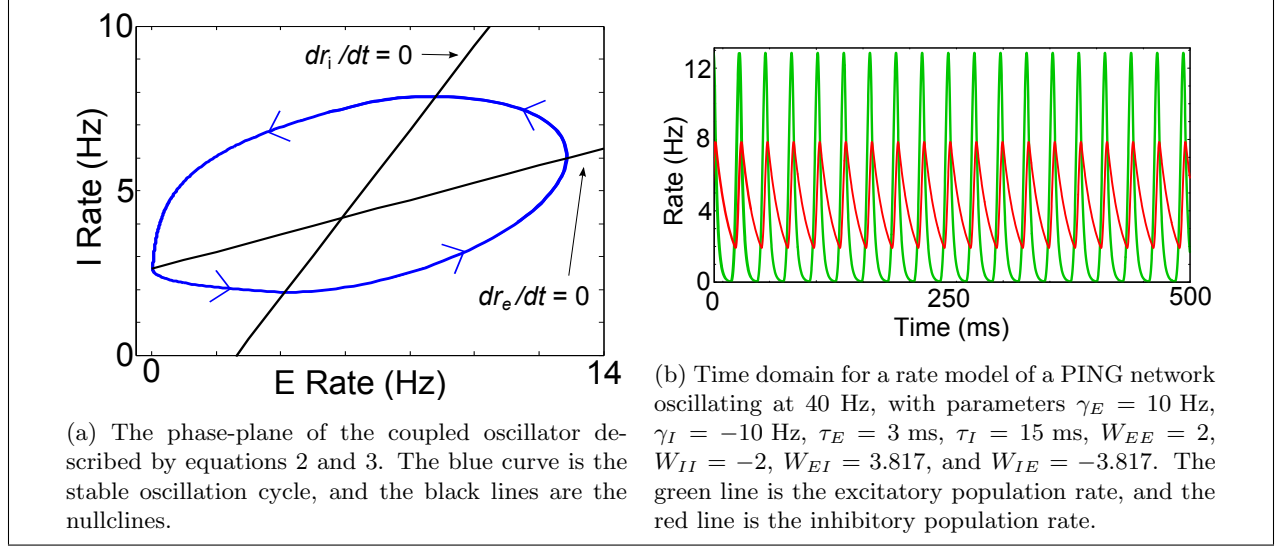 10
5
0
I Rate (Hz)
dr_i /dt = 0
dr_e /dt = 0
0
14
E Rate (Hz)
12
8
4
0
Rate (Hz)
0
250
500
Time (ms)
(a) The phase-plane of the coupled oscillator de-
scribed by equations 2 and 3. The blue curve is the
stable oscillation cycle, and the black lines are the
nullclines.
(b) Time domain for a rate model of a PING network
oscillating at 40 Hz, with parameters γ_E = 10 Hz,
γ_I = −10 Hz, τ_E = 3 ms, τ_I = 15 ms, W_EE = 2,
W_II = −2, W_EI = 3.817, and W_IE = −3.817. The
green line is the excitatory population rate, and the
red line is the inhibitory population rate.